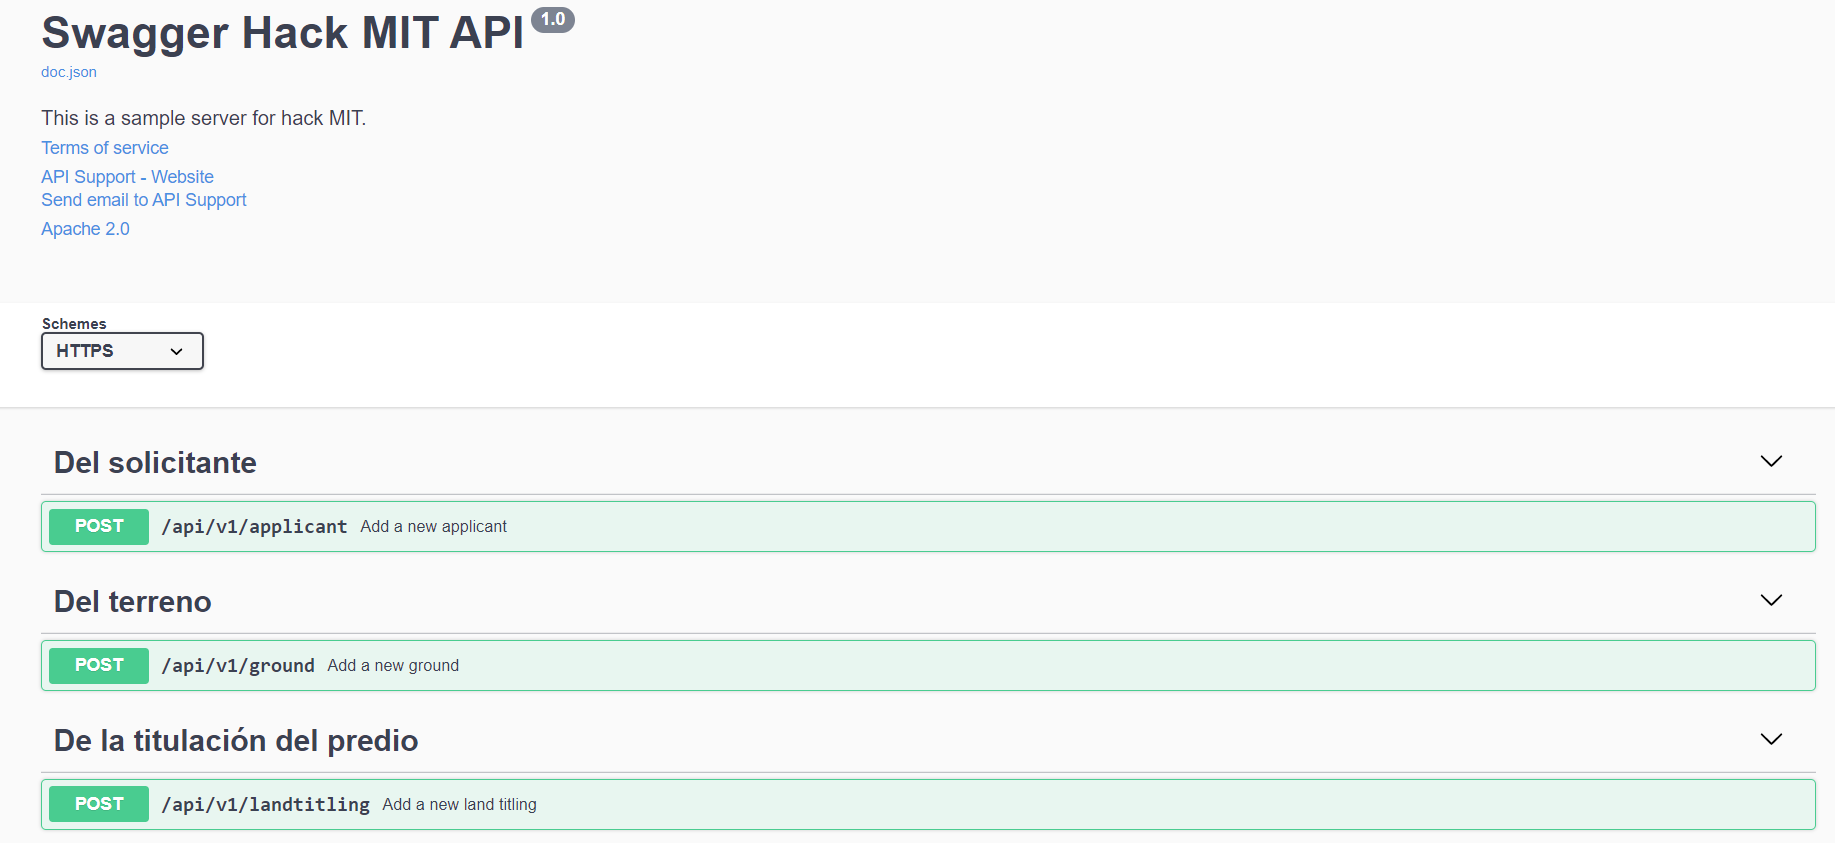 Swagger Hack MIT API 1.0
doc.json
This is a sample server for hack MIT.
Terms of service
API Support - Website
Send email to API Support
Apache 2.0
Schemes
HTTPS
Del solicitante
POST /api/v1/applicant Add a new applicant
Del terreno
POST /api/v1/ground Add a new ground
De la titulación del predio
POST /api/v1/landtitling Add a new land titling